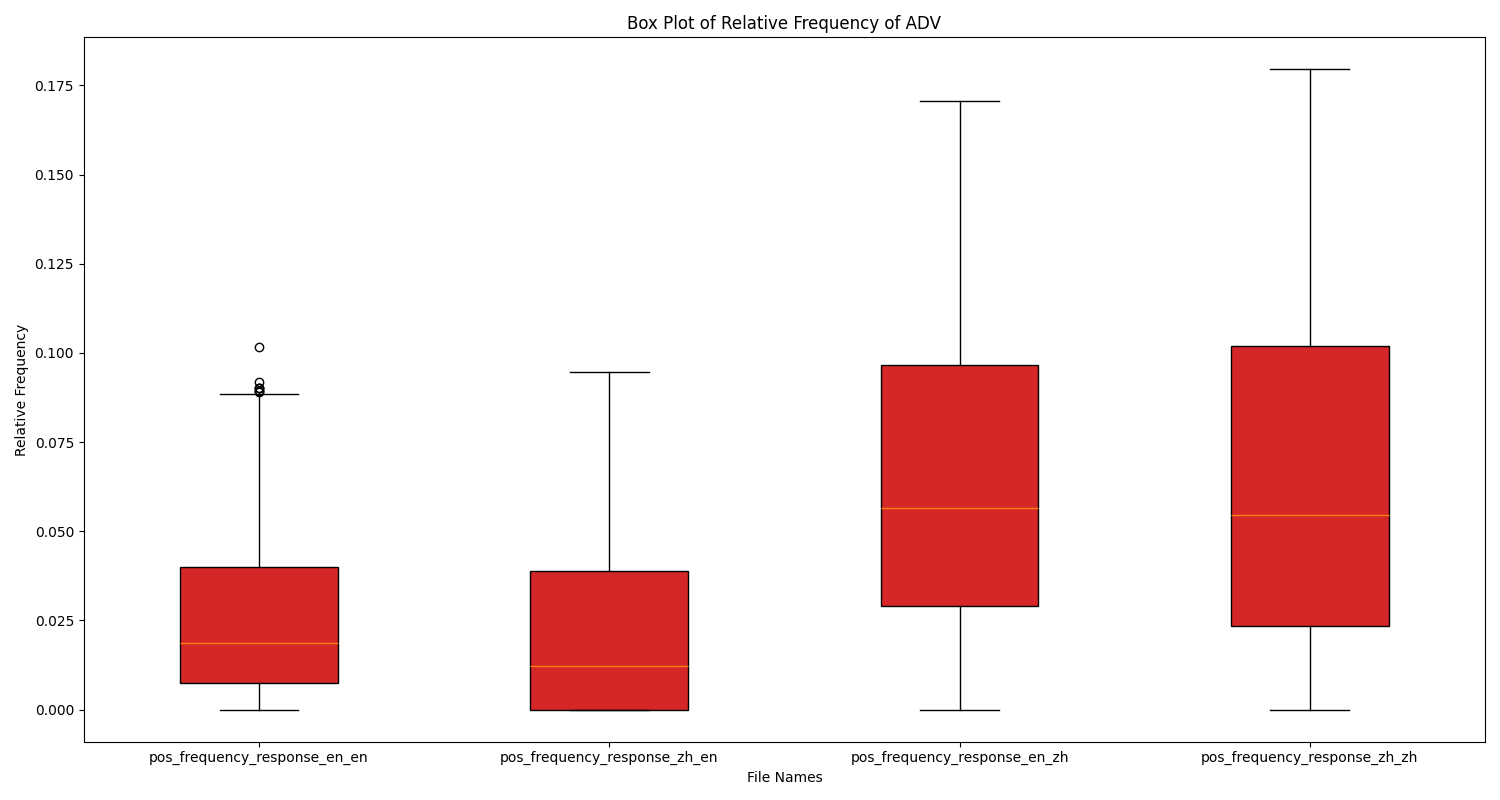 Box Plot of Relative Frequency of ADV
0.175
0.150
0.125
0.100
0.075
0.050
0.025
0.000
Relative Frequency
pos_frequency_response_en_en
pos_frequency_response_zh_en
pos_frequency_response_en_zh
pos_frequency_response_zh_zh
File Names